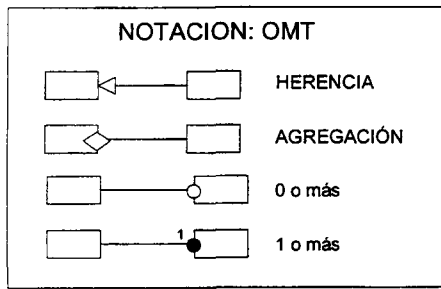 NOTACION: OMT
HERENCIA
AGREGACIÓN
0 o más
1
1 o más